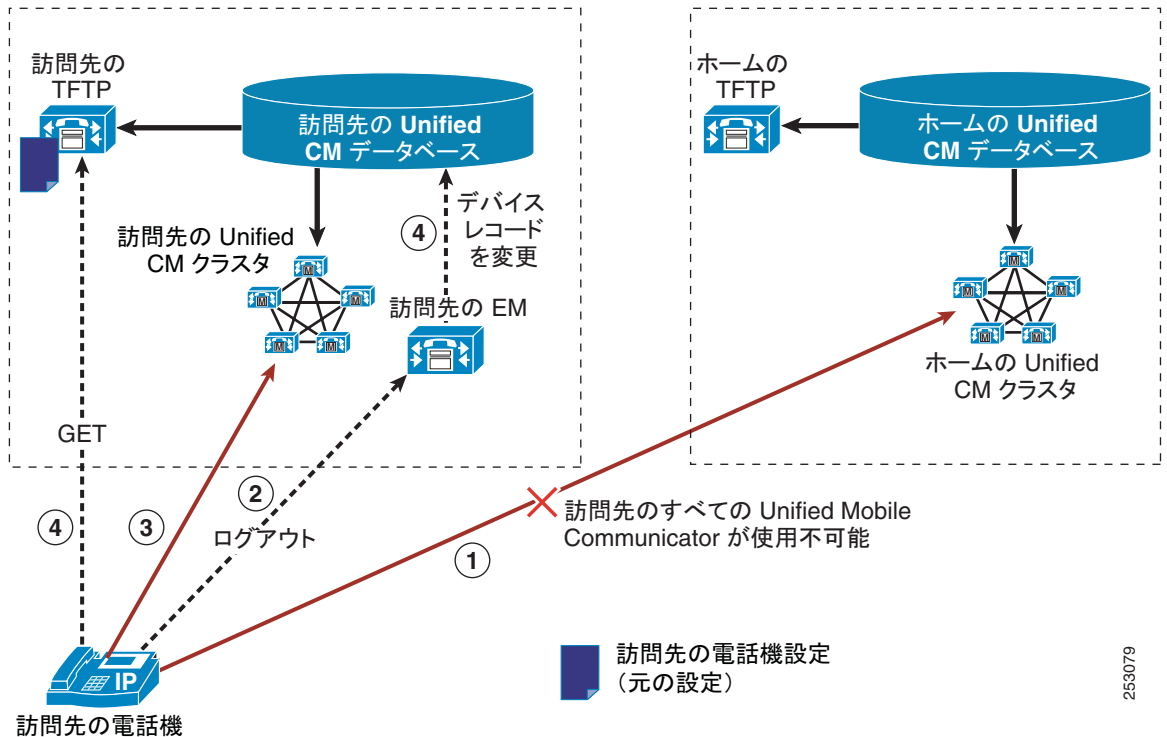 訪問先の
TFTP
訪問先の Unified
CM データベース
ホームの
TFTP
ホームの Unified
CM データベース
デバイス
レコード
を変更
4
訪問先の Unified
CM クラスタ
M
M
M
M
M
訪問先の EM
M
M
M
M
M
ホームの Unified
CM クラスタ
GET
2
4
3
ログアウト
1
訪問先のすべての Unified Mobile
Communicator が使用不可能
IP
訪問先の電話機
訪問先の電話機設定
（元の設定）
253079